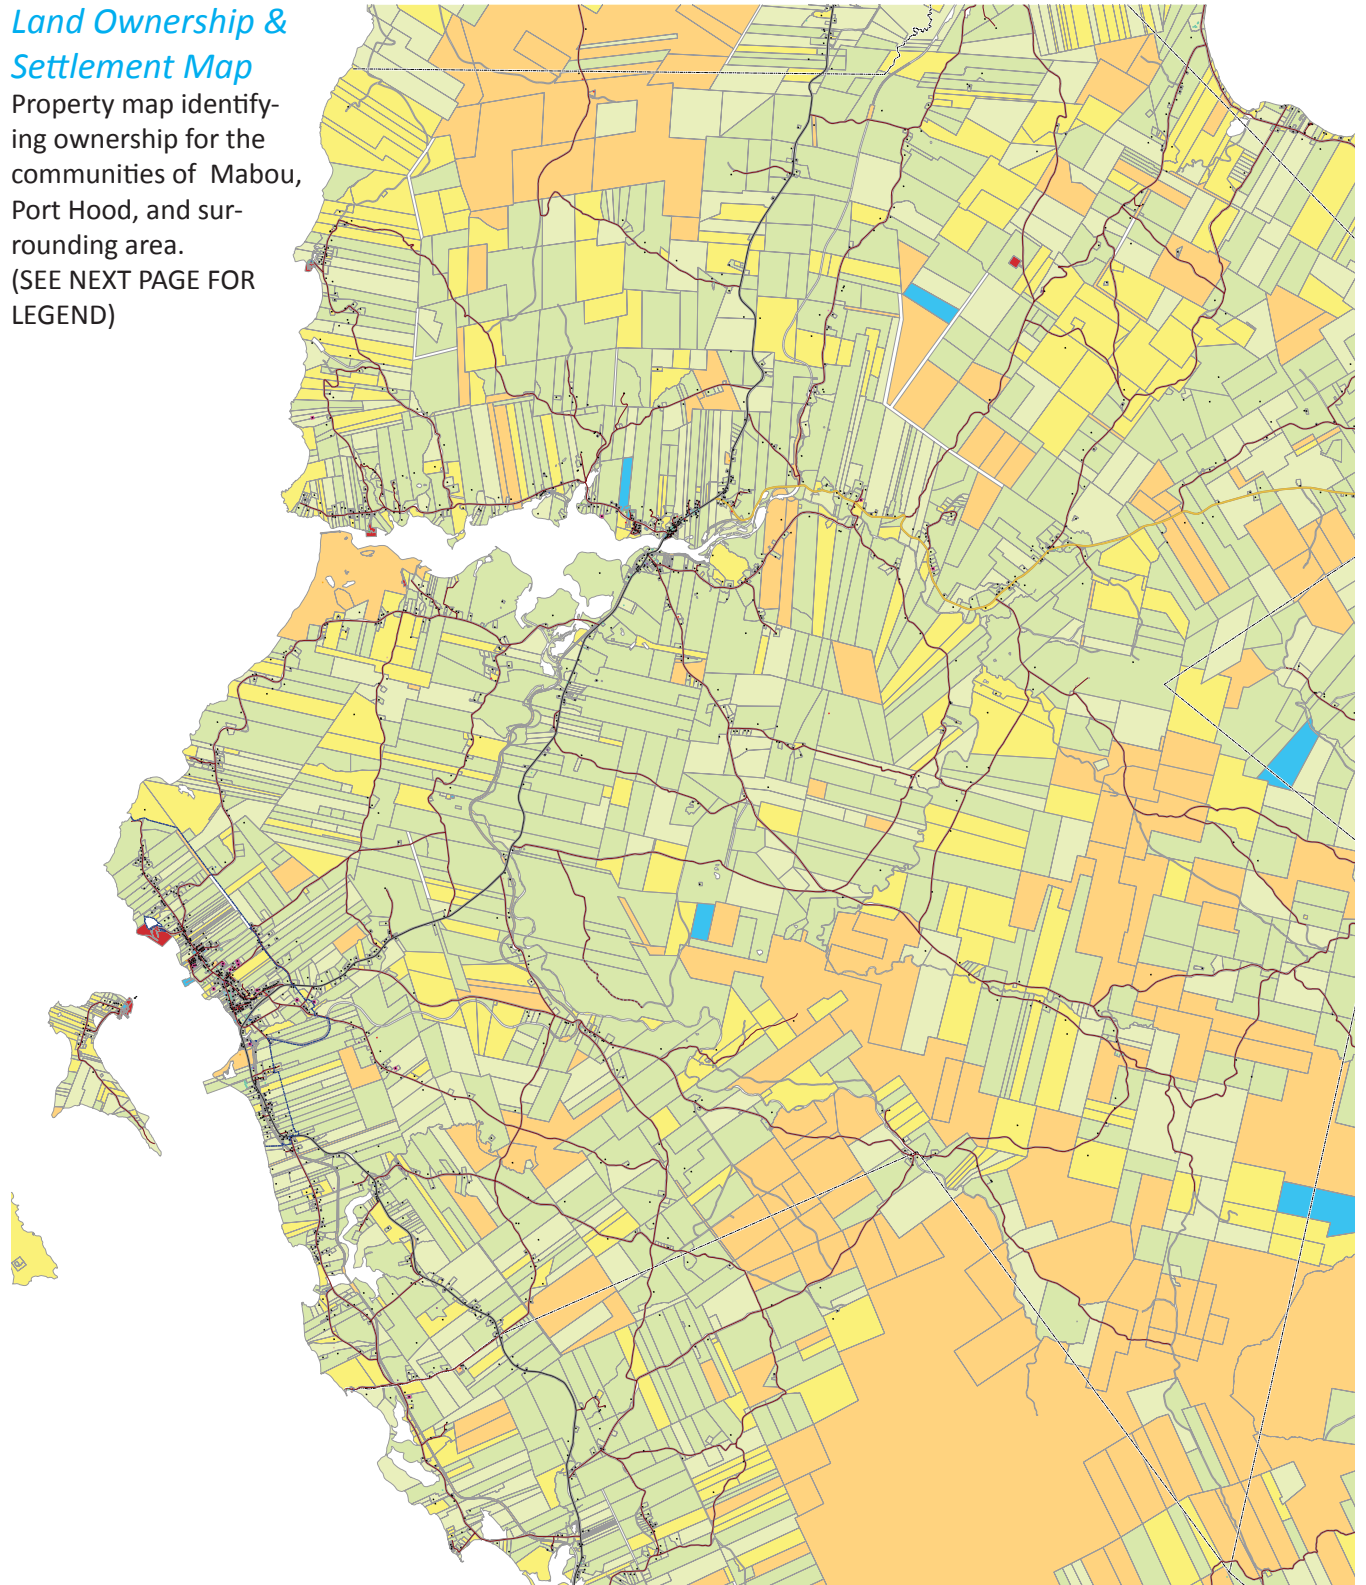 Land Ownership &
Settlement Map
Property map identify-
ing ownership for the
communities of Mabou,
Port Hood, and sur-
rounding area.
(SEE NEXT PAGE FOR
LEGEND)